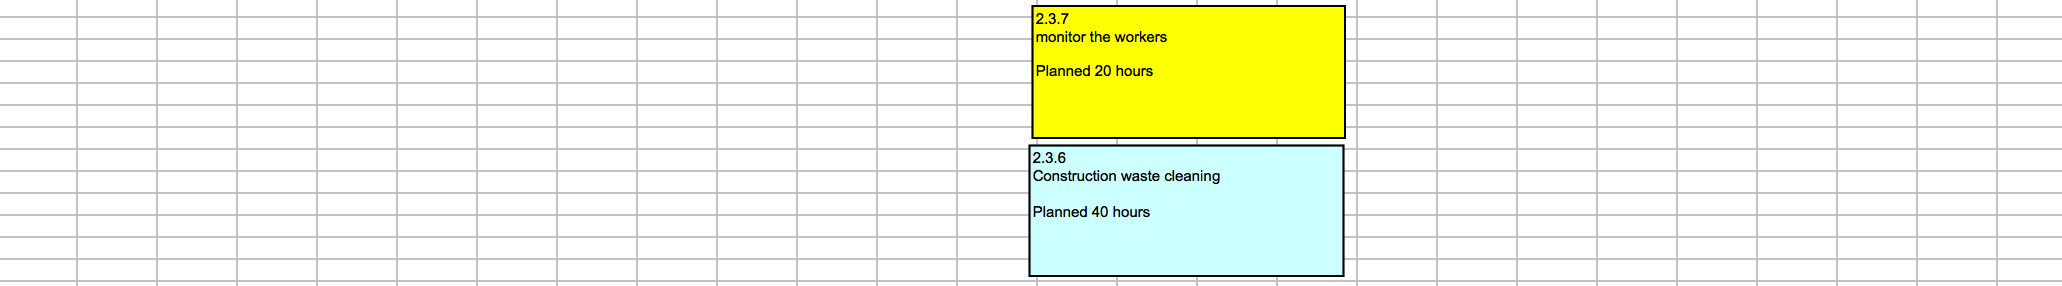 2.3.7
monitor the workers
Planned 20 hours
2.3.6
Construction waste cleaning
Planned 40 hours